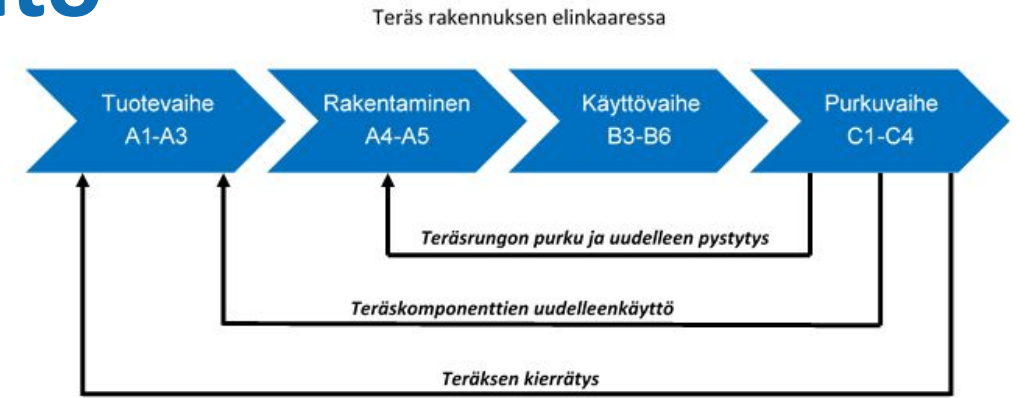 Teräs rakennuksen elinkaaressa
Tuotevaihe
A1-A3
Rakentaminen
A4-A5
Käyttövaihe
B3-B6
Purkuvaihe
C1-C4
Teräsrungon purku ja uudelleen pystytys
Teräskomponenttien uudelleenkäyttö
Teräksen kierrätys